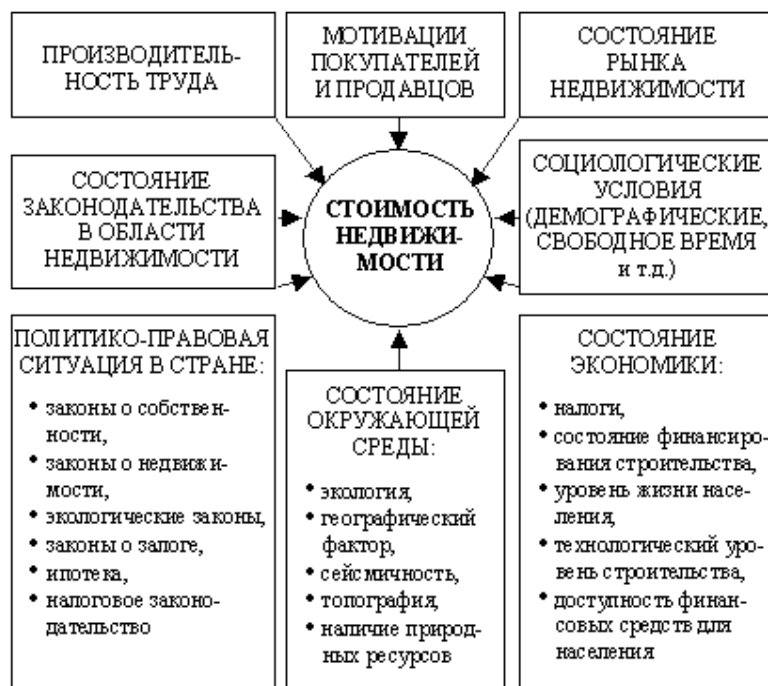 ПРОИЗВОДИТЕЛЬ-
НОСТЬ ТРУДА
МОТИВАЦИИ
ПОКУПАТЕЛЕЙ
И ПРОДАВЦОВ
СОСТОЯНИЕ
РЫНКА
НЕДВИЖИМОСТИ
СОСТОЯНИЕ
ЗАКОНОДАТЕЛЬСТВА
В ОБЛАСТИ
НЕДВИЖИМОСТИ
СТОИМОСТЬ
НЕДВИЖИ-
МОСТИ
СОЦИОЛОГИЧЕСКИЕ
УСЛОВИЯ
(ДЕМОГРАФИЧЕСКИЕ,
СВОБОДНОЕ ВРЕМЯ
и т.д.)
ПОЛИТИКО-ПРАВОВАЯ
СИТУАЦИЯ В СТРАНЕ:
• законы о собствен-
ности,
• законы о недвижи-
мости,
• экологические законы,
• законы о залоге,
• ипотека,
• налоговое законо-
дательство
СОСТОЯНИЕ
ОКРУЖАЮЩЕЙ
СРЕДЫ:
• экология,
• географический
фактор,
• сейсмичность,
• топография,
• наличие природ-
ных ресурсов
СОСТОЯНИЕ
ЭКОНОМИКИ:
• налоги,
• состояние финансиро-
вания строительства,
• уровень жизни насе-
ления,
• технологический уро-
вень строительства,
• доступность финан-
совых средств для
населения